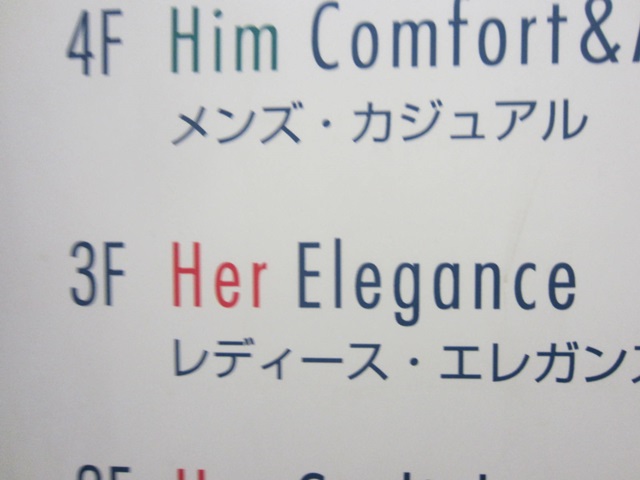 4F Him Comfort&
メンズ・カジュアル
3F Her Elegance
レディース・エレガンス